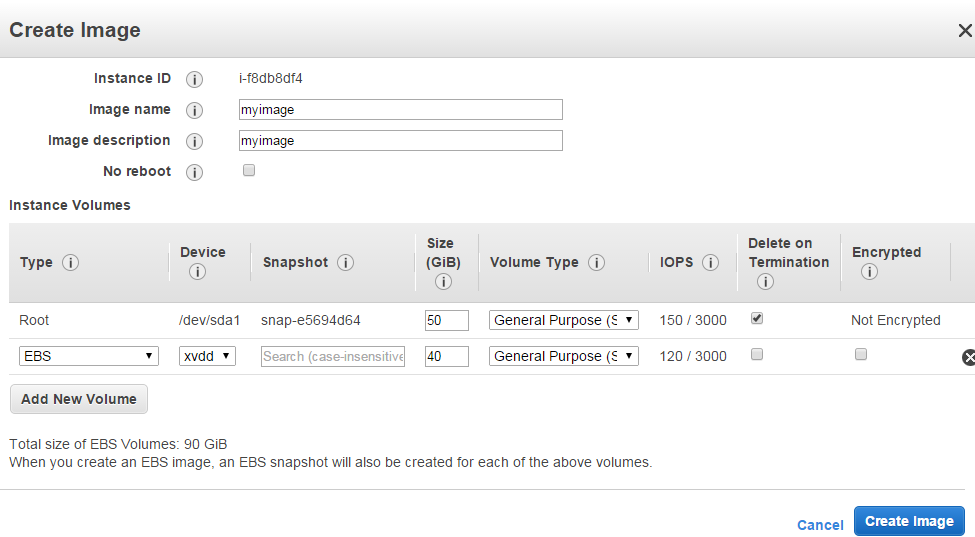 Create Image
Instance ID i-f8db8df4
Image name myimage
Image description myimage
No reboot
Instance Volumes
Type Device Snapshot Size (GiB) Volume Type IOPS Delete on Termination Encrypted
Root /dev/sda1 snap-e5694d64 50 General Purpose (S 150 / 3000 Not Encrypted
EBS xvdd Search (case-insensitive 40 General Purpose (S 120 / 3000
Add New Volume
Total size of EBS Volumes: 90 GiB
When you create an EBS image, an EBS snapshot will also be created for each of the above volumes.
Cancel Create Image